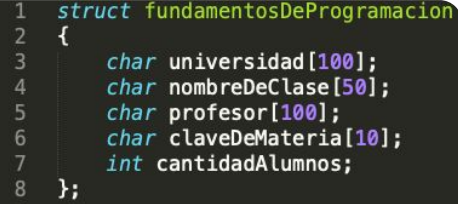 1 struct fundamentosDeProgramacion
2 {
3 char universidad[100];
4 char nombreDeClase[50];
5 char profesor[100];
6 char claveDeMateria[10];
7 int cantidadAlumnos;
8 };